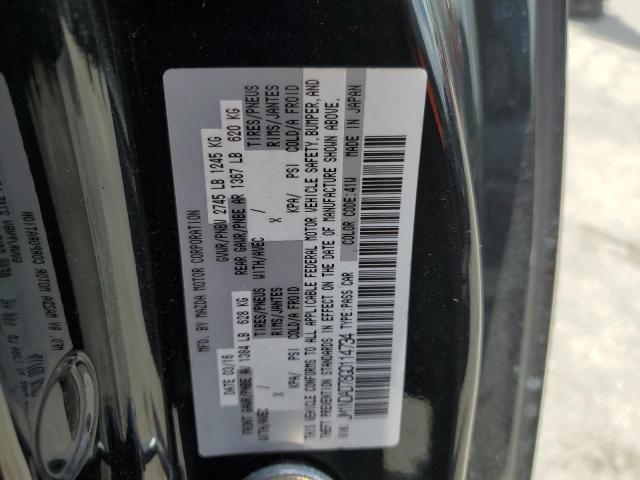 MFD. BY MAZDA MOTOR CORPORATION
DATE 03/16 GVWR/PNBV 2745 LB 1245 KG
FRONT GAWR/PNBE AV 1384 LB 628 KG REAR GAWR/PNBE AR 1367 LB 620 KG
WITH/AVEC TIRES/PNEUS WITH/AVEC TIRES/PNEUS
/ RIMS/JANTES / RIMS/JANTES
x x
KPA/ PSI COLD/A FROID KPA/ PSI COLD/A FROID
THIS VEHICLE CONFORMS TO ALL APPLICABLE FEDERAL MOTOR VEHICLE SAFETY, BUMPER, AND
THEFT PREVENTION STANDARDS IN EFFECT ON THE DATE OF MANUFACTURE SHOWN ABOVE.
VIN: JM1NDAD78G0114734 TYPE:PASS CAR COLOR CODE:41W MADE IN JAPAN